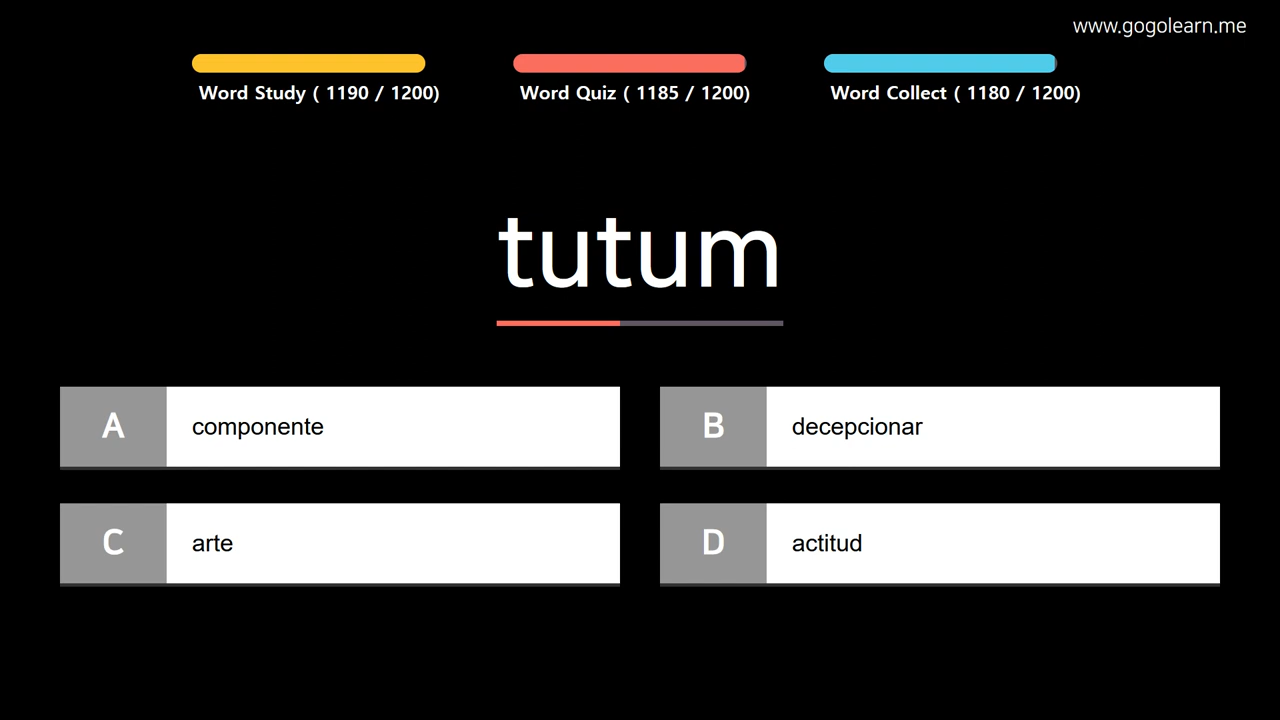 www.gogolearn.me
Word Study ( 1190 / 1200)
Word Quiz ( 1185 / 1200)
Word Collect ( 1180 / 1200)
tutum
A componente
B decepcionar
C arte
D actitud